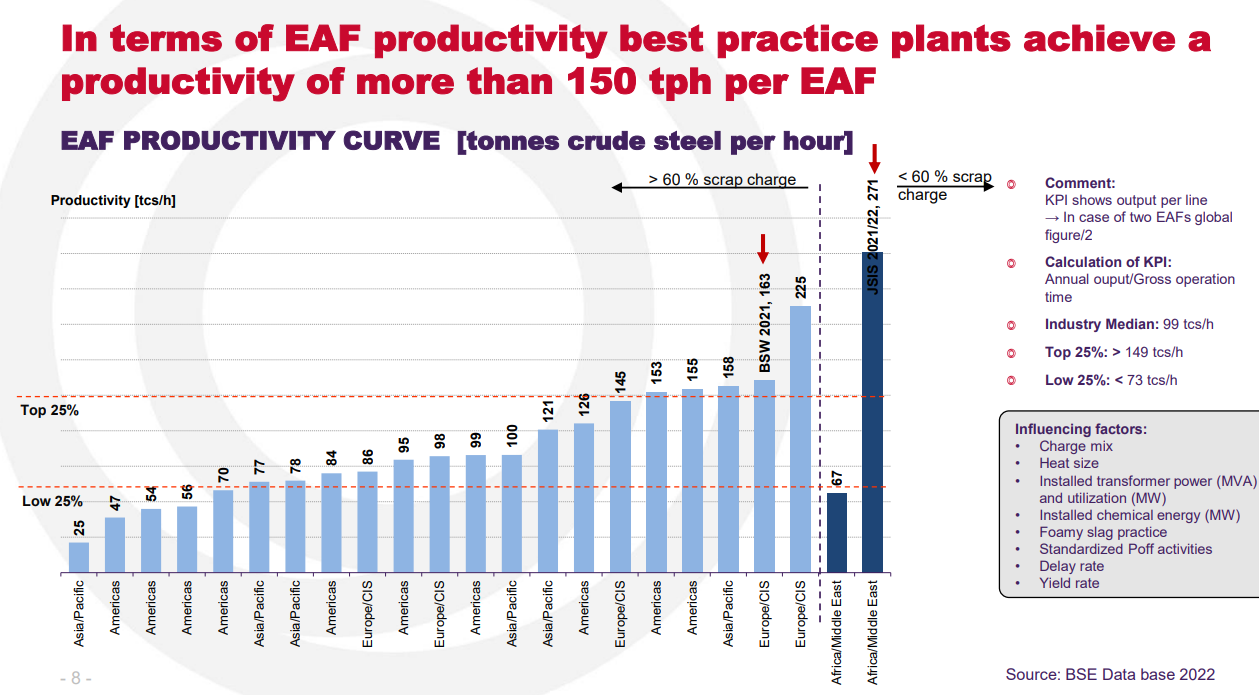 In terms of EAF productivity best practice plants achieve a
productivity of more than 150 tph per EAF
EAF PRODUCTIVITY CURVE [tonnes crude steel per hour]
Productivity [tcs/h]
> 60 % scrap charge
< 60 % scrap
charge
Top 25%
Low 25%
25
47
54
56
70
77
78
84
86
95
98
99
100
121
126
145
153
155
158
BSW 2021, 163
225
67
JSIS 2021/22, 271
Asia/Pacific
Americas
Americas
Americas
Americas
Asia/Pacific
Asia/Pacific
Americas
Europe/CIS
Americas
Europe/CIS
Americas
Asia/Pacific
Asia/Pacific
Americas
Europe/CIS
Americas
Americas
Asia/Pacific
Europe/CIS
Europe/CIS
Africa/Middle East
Africa/Middle East
Comment:
KPI shows output per line
→ In case of two EAFs global
figure/2
Calculation of KPI:
Annual ouput/Gross operation
time
Industry Median: 99 tcs/h
Top 25%: > 149 tcs/h
Low 25%: < 73 tcs/h
Influencing factors:
• Charge mix
• Heat size
• Installed transformer power (MVA)
and utilization (MW)
• Installed chemical energy (MW)
• Foamy slag practice
• Standardized Poff activities
• Delay rate
• Yield rate
- 8 -
Source: BSE Data base 2022